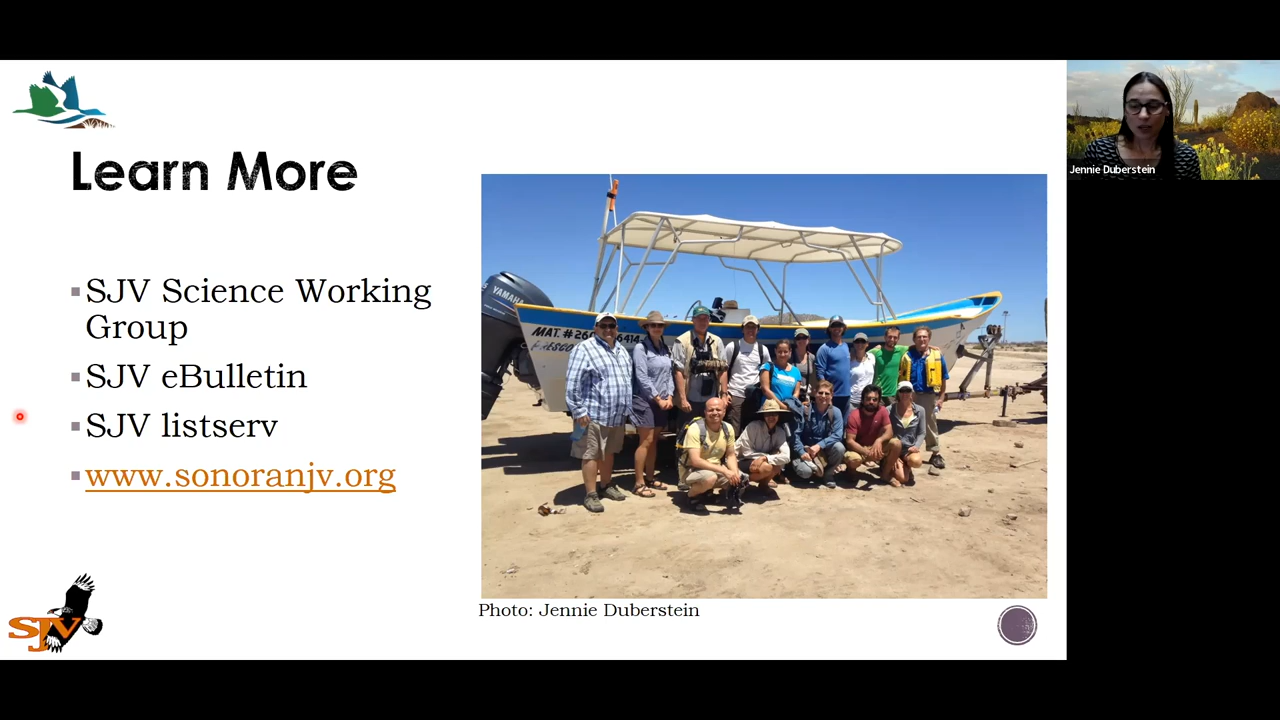 Learn More
SJV Science Working
Group
SJV eBulletin
SJV listserv
www.sonoranjv.org
SJV
YAMAHA
Photo: Jennie Duberstein
Jennie Duberstein